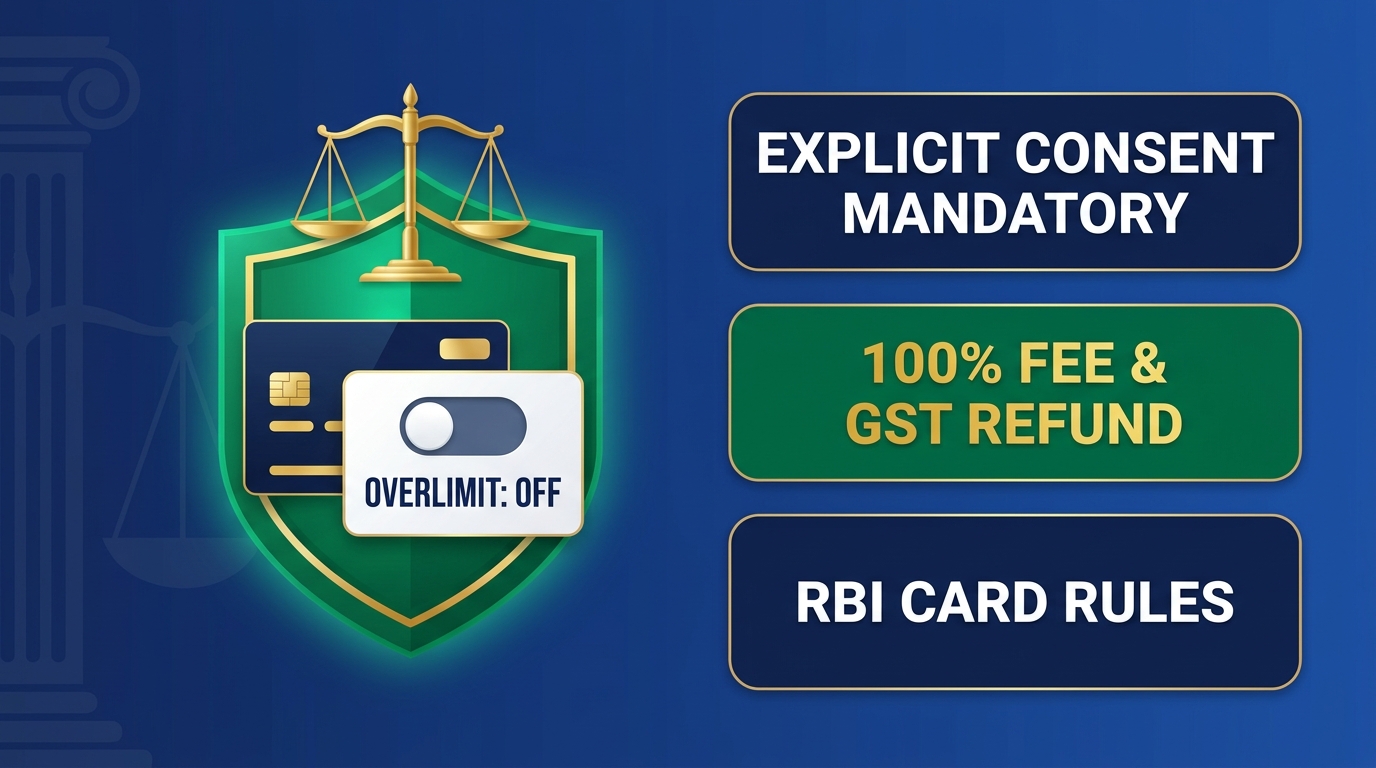 OVERLIMIT: OFF
EXPLICIT CONSENT
MANDATORY
100% FEE &
GST REFUND
RBI CARD RULES